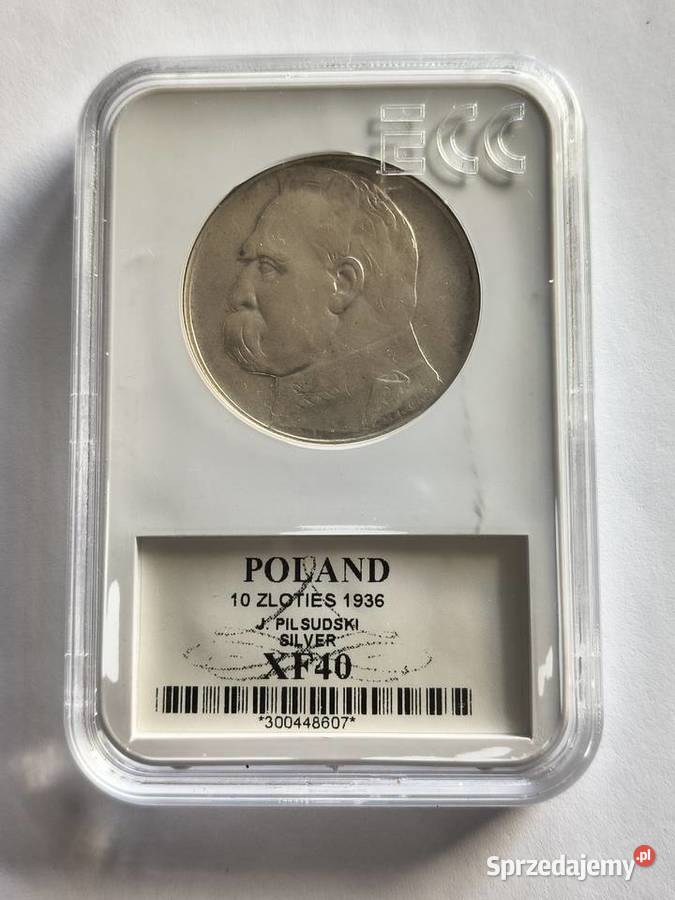 ECC
POLAND
10 ZLOTIES 1936
J. PILSUDSKI
SILVER
XF40
*300448607*
Sprzedajemy.pl